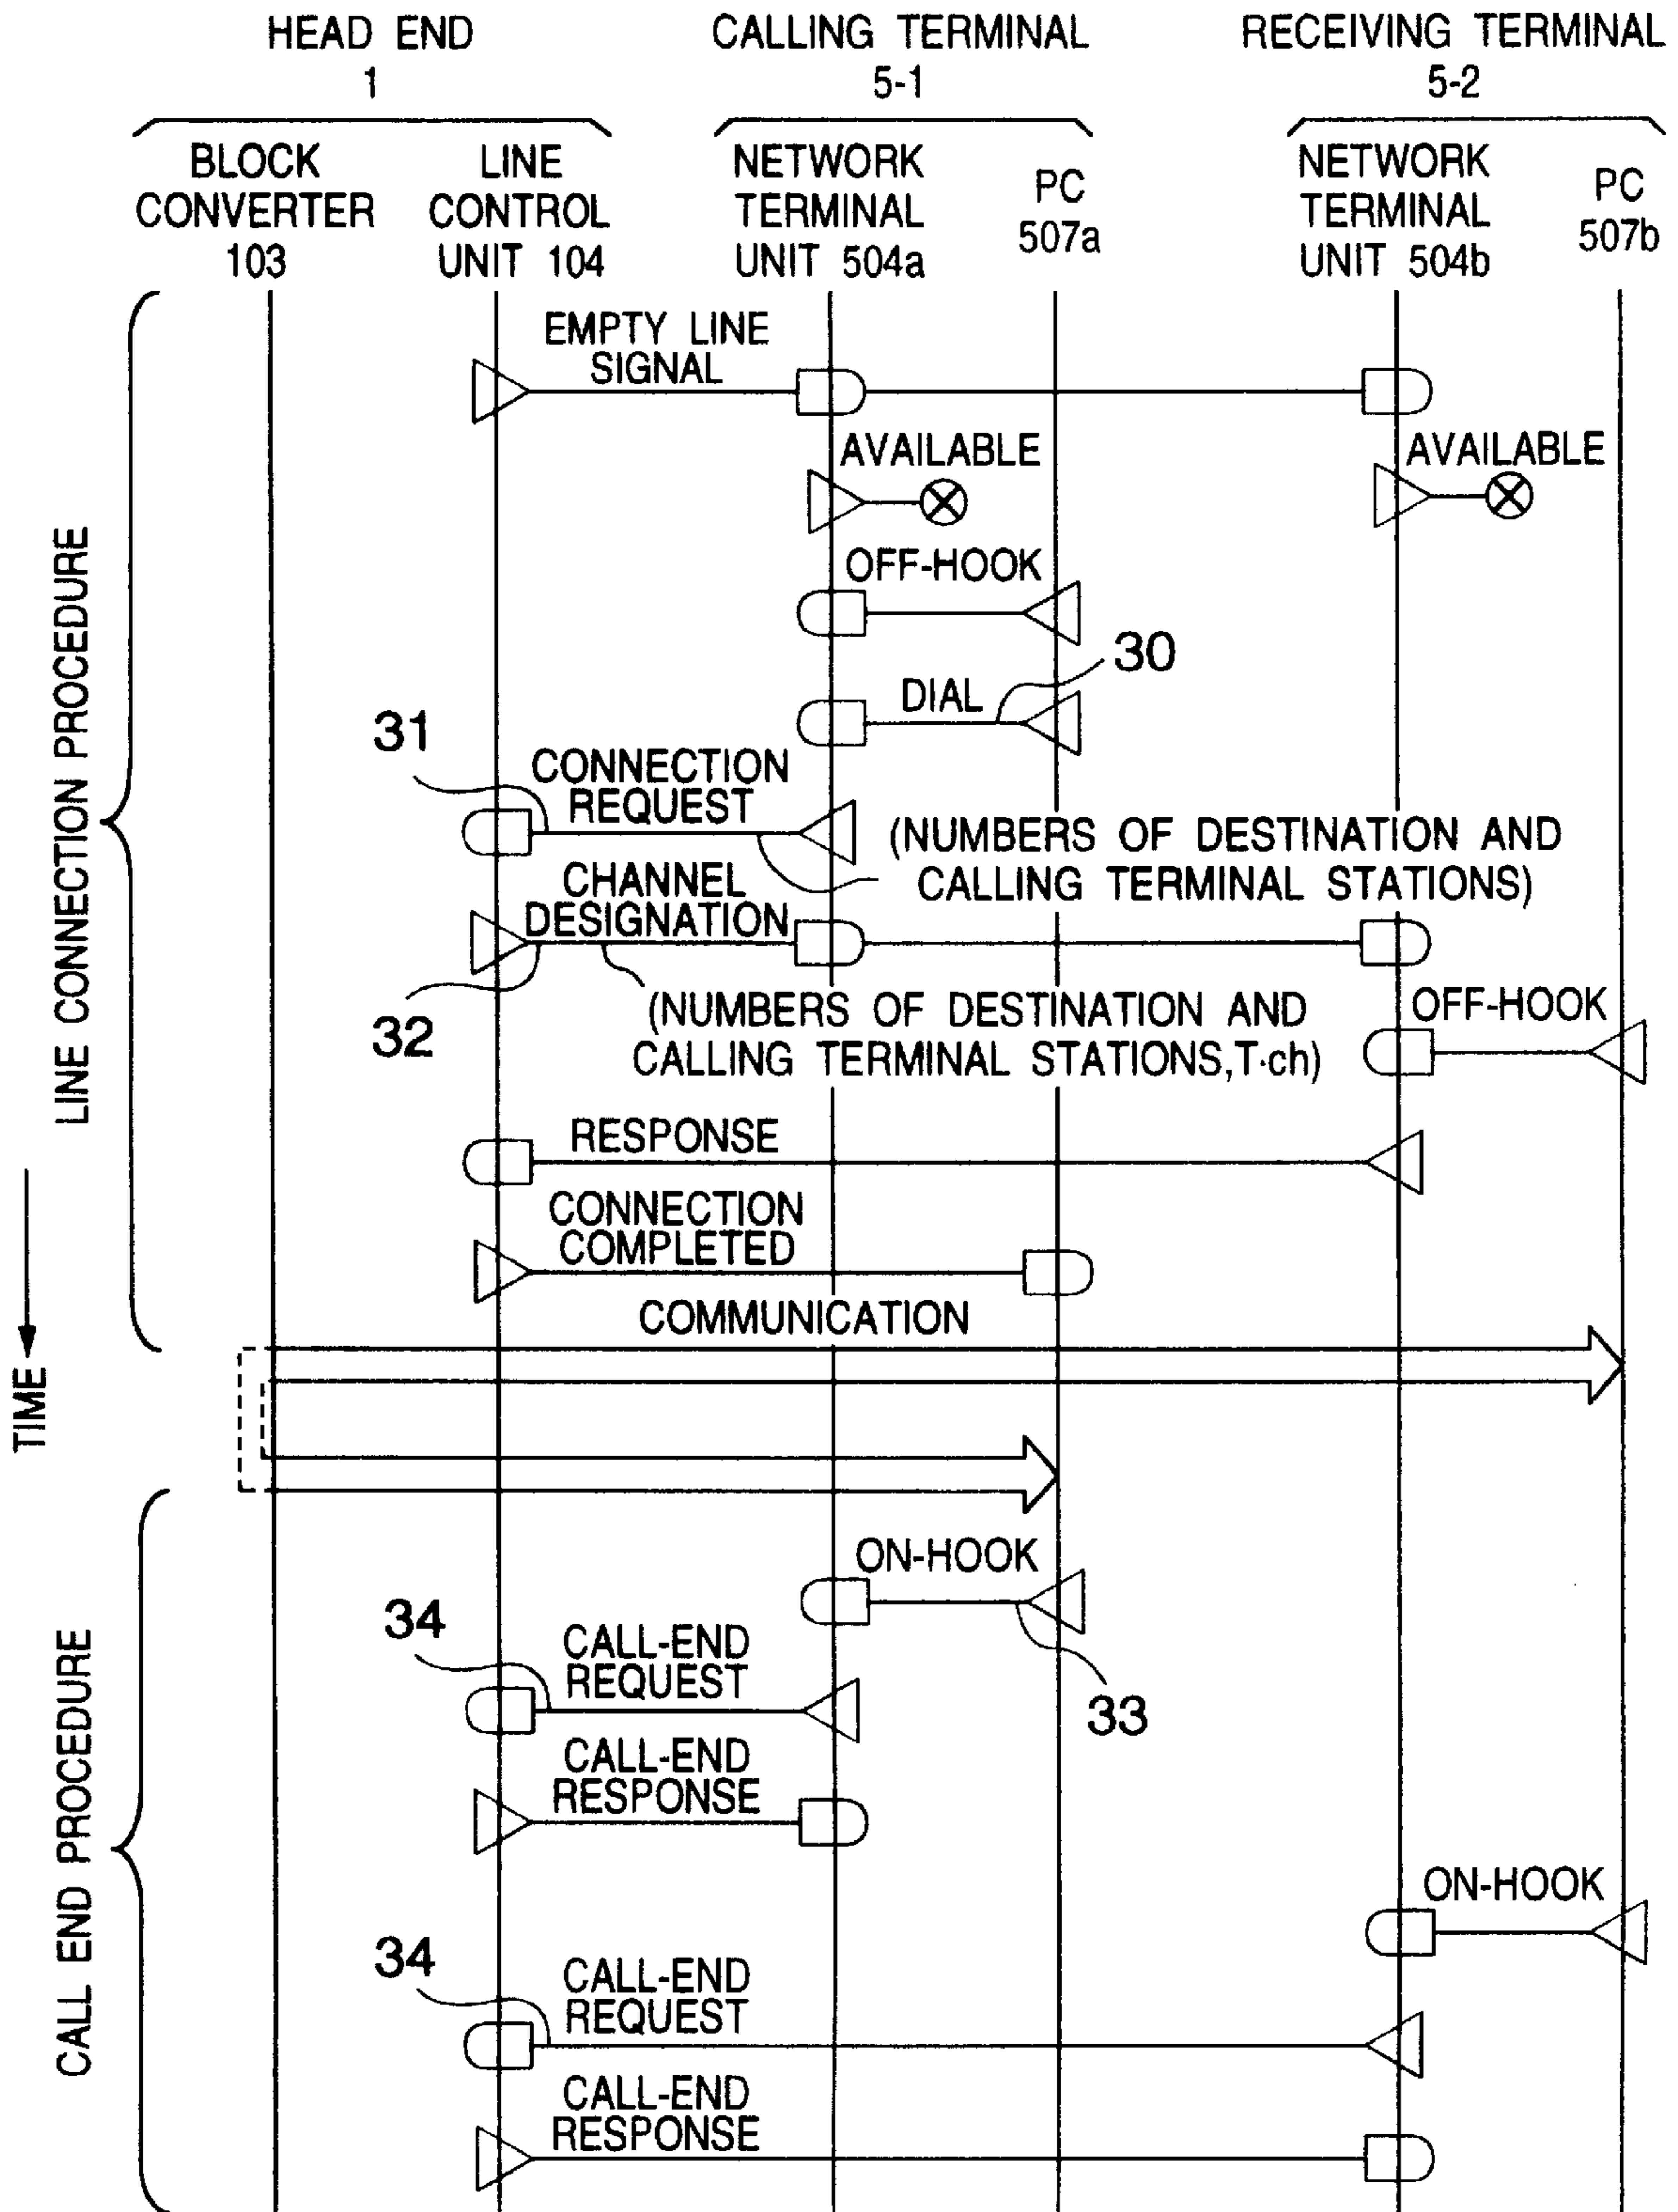 HEAD END
1
CALLING TERMINAL
5-1
RECEIVING TERMINAL
5-2
BLOCK
CONVERTER
103
LINE
CONTROL
UNIT 104
NETWORK
TERMINAL
UNIT 504a
PC
507a
NETWORK
TERMINAL
UNIT 504b
PC
507b
LINE CONNECTION PROCEDURE
EMPTY LINE
SIGNAL
AVAILABLE
AVAILABLE
OFF-HOOK
30
DIAL
31
CONNECTION
REQUEST
(NUMBERS OF DESTINATION AND
CALLING TERMINAL STATIONS)
CHANNEL
DESIGNATION
32
(NUMBERS OF DESTINATION AND
CALLING TERMINAL STATIONS,T·ch)
OFF-HOOK
RESPONSE
CONNECTION
COMPLETED
COMMUNICATION
TIME
CALL END PROCEDURE
ON-HOOK
33
34
CALL-END
REQUEST
CALL-END
RESPONSE
ON-HOOK
34
CALL-END
REQUEST
CALL-END
RESPONSE